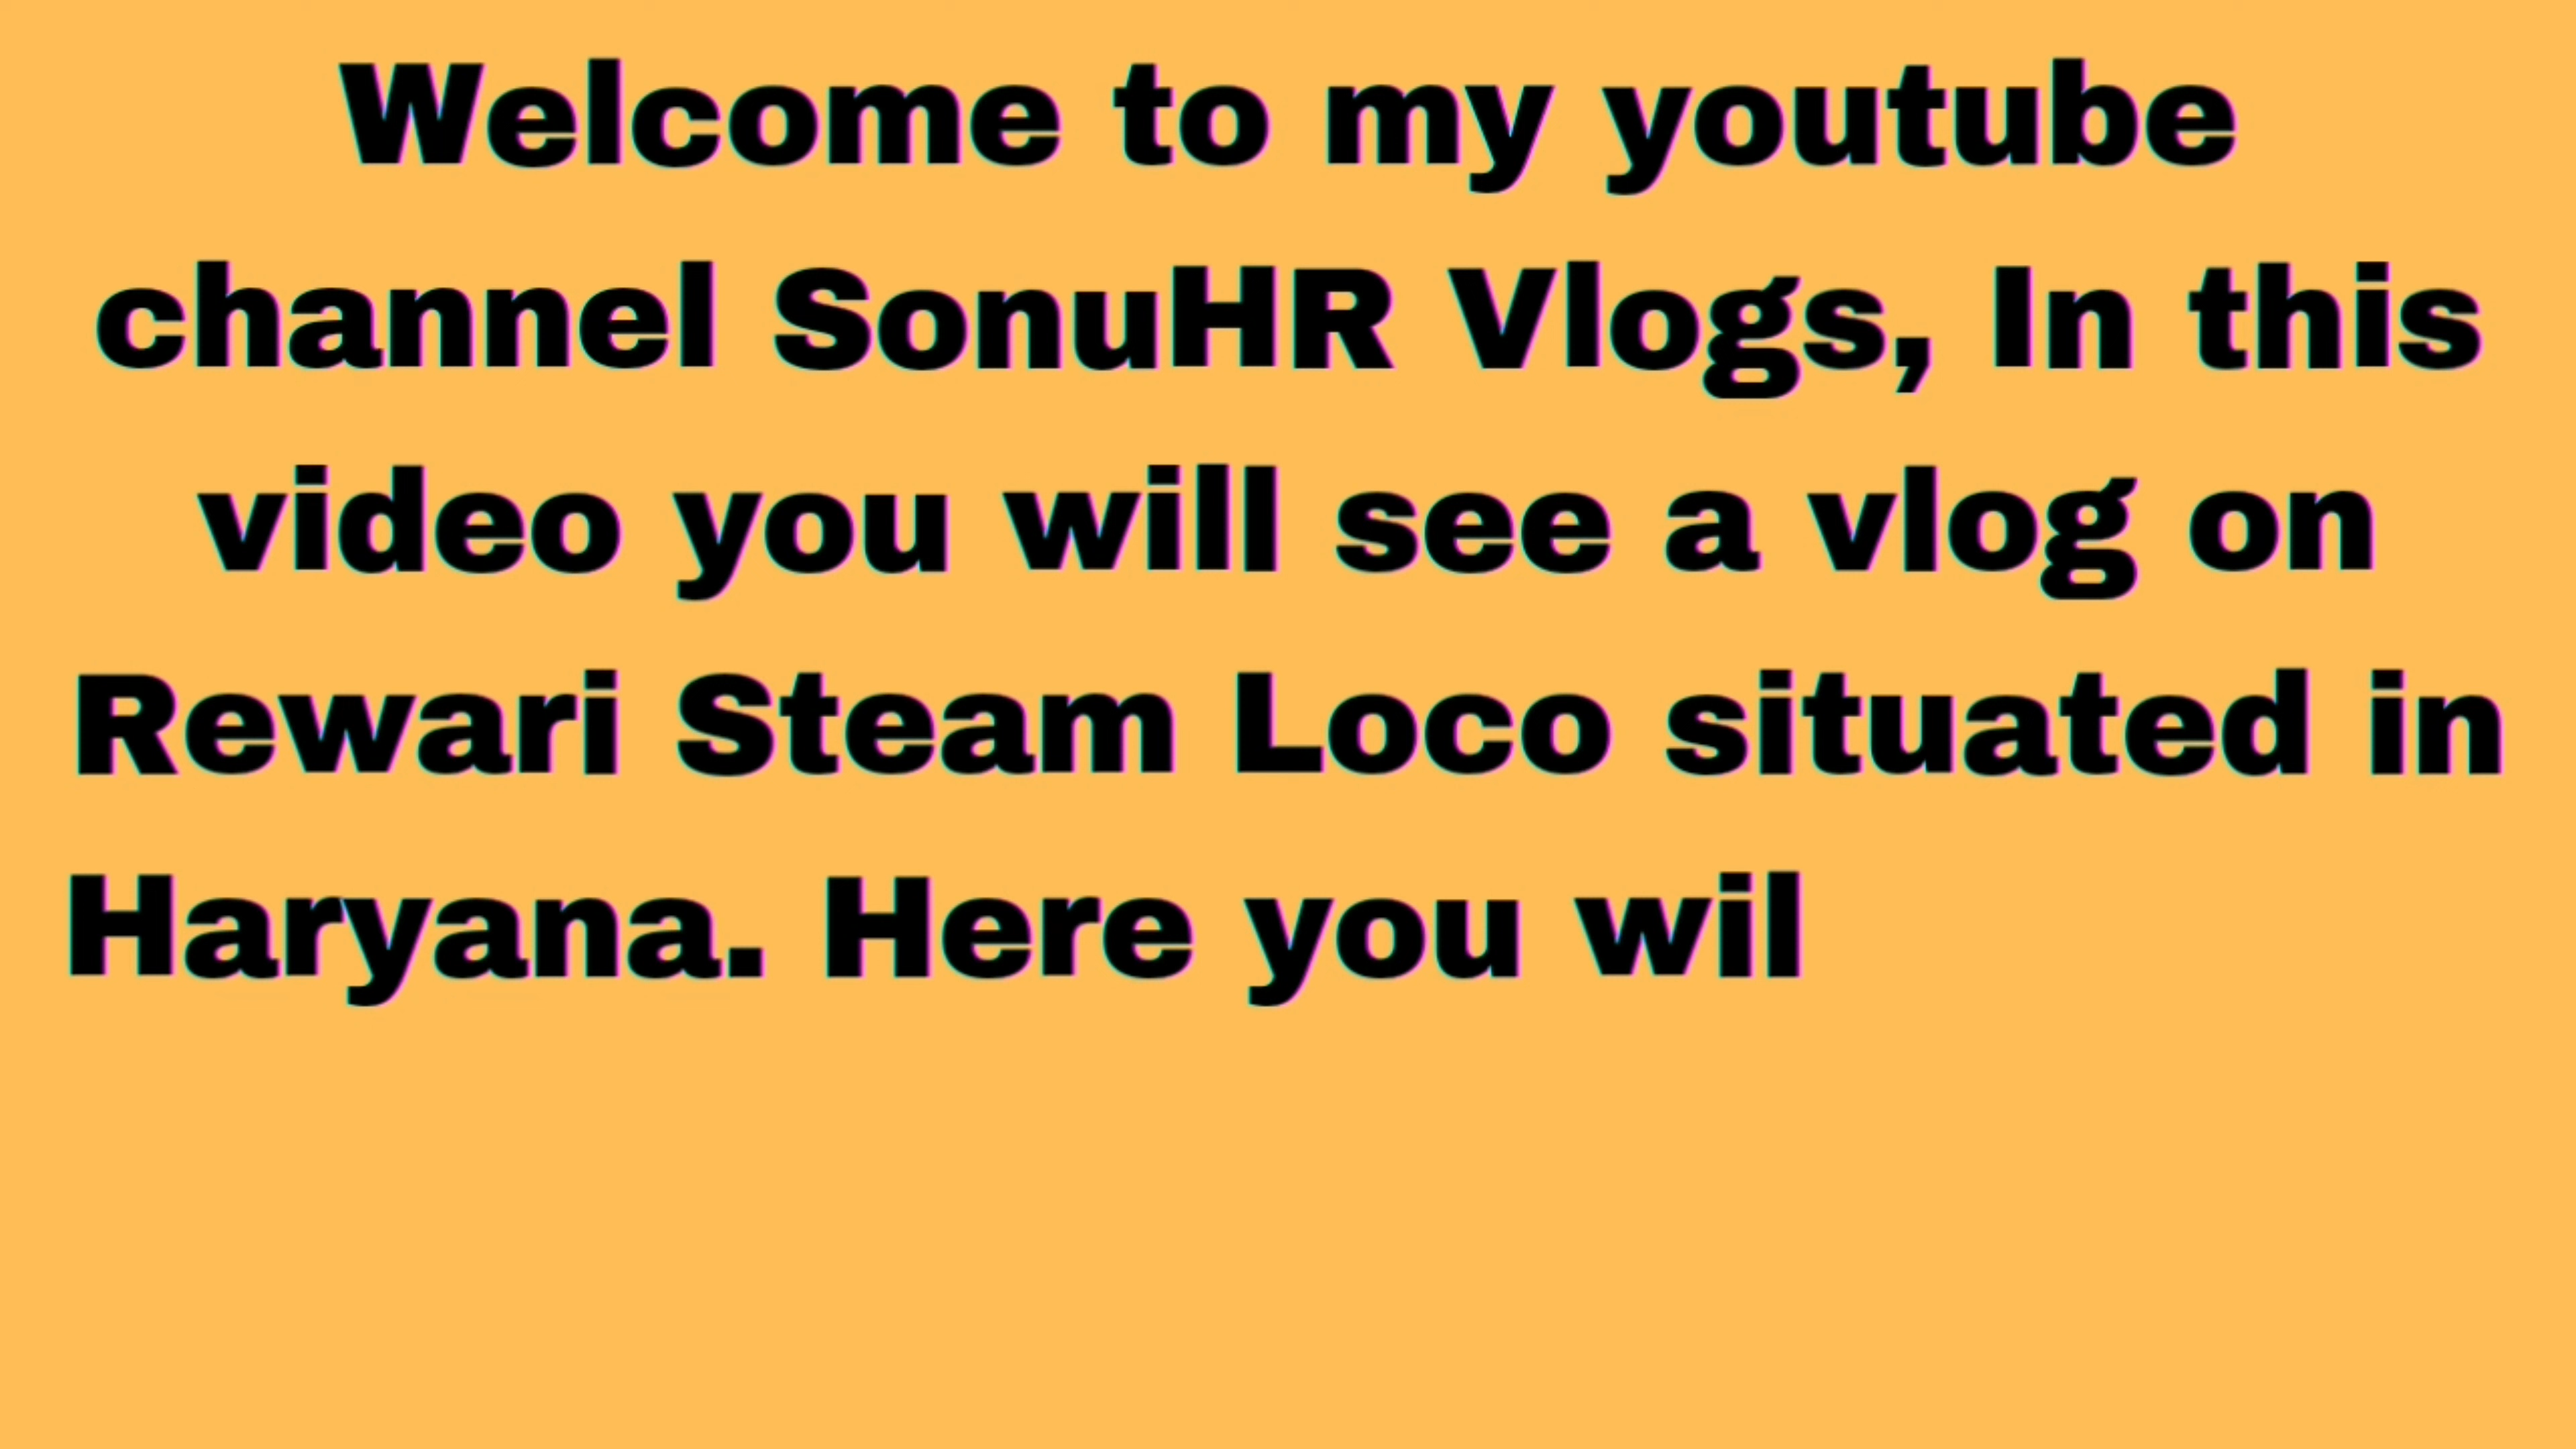 Welcome to my youtube
channel SonuHR Vlogs, In this
video you will see a vlog on
Rewari Steam Loco situated in
Haryana. Here you wil